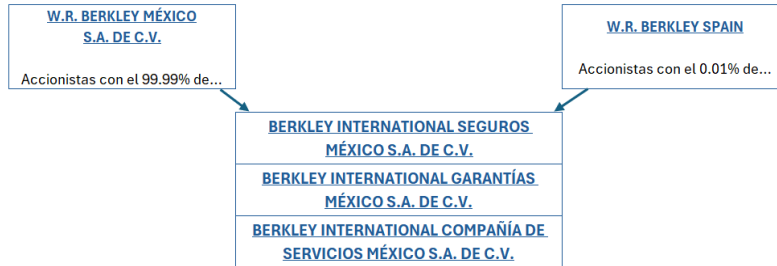 W.R. BERKLEY MÉXICO
S.A. DE C.V.
Accionistas con el 99.99% de...
W.R. BERKLEY SPAIN
Accionistas con el 0.01% de...
BERKLEY INTERNATIONAL SEGUROS
MÉXICO S.A. DE C.V.
BERKLEY INTERNATIONAL GARANTÍAS
MÉXICO S.A. DE C.V.
BERKLEY INTERNATIONAL COMPAÑÍA DE
SERVICIOS MÉXICO S.A. DE C.V.